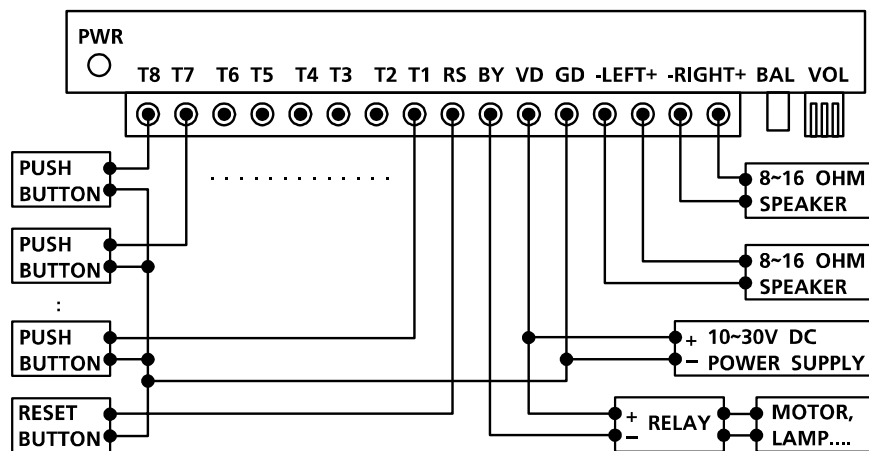 PWR
T8 T7 T6 T5 T4 T3 T2 T1 RS BY VD GD -LEFT+ -RIGHT+ BAL VOL
PUSH
BUTTON
. . . . . . . . . . . . .
8~16 OHM
SPEAKER
PUSH
BUTTON
8~16 OHM
SPEAKER
:
PUSH
BUTTON
+ 10~30V DC
− POWER SUPPLY
RESET
BUTTON
+
−
RELAY
MOTOR,
LAMP....